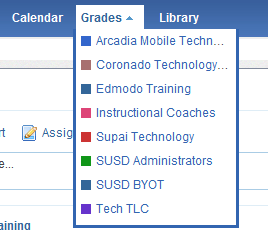 Calendar Grades Library
Arcadia Mobile Techn...
Coronado Technology...
Edmodo Training
Instructional Coaches
Supai Technology
Assig
SUSD Administrators
e...
SUSD BYOT
Tech TLC
aining